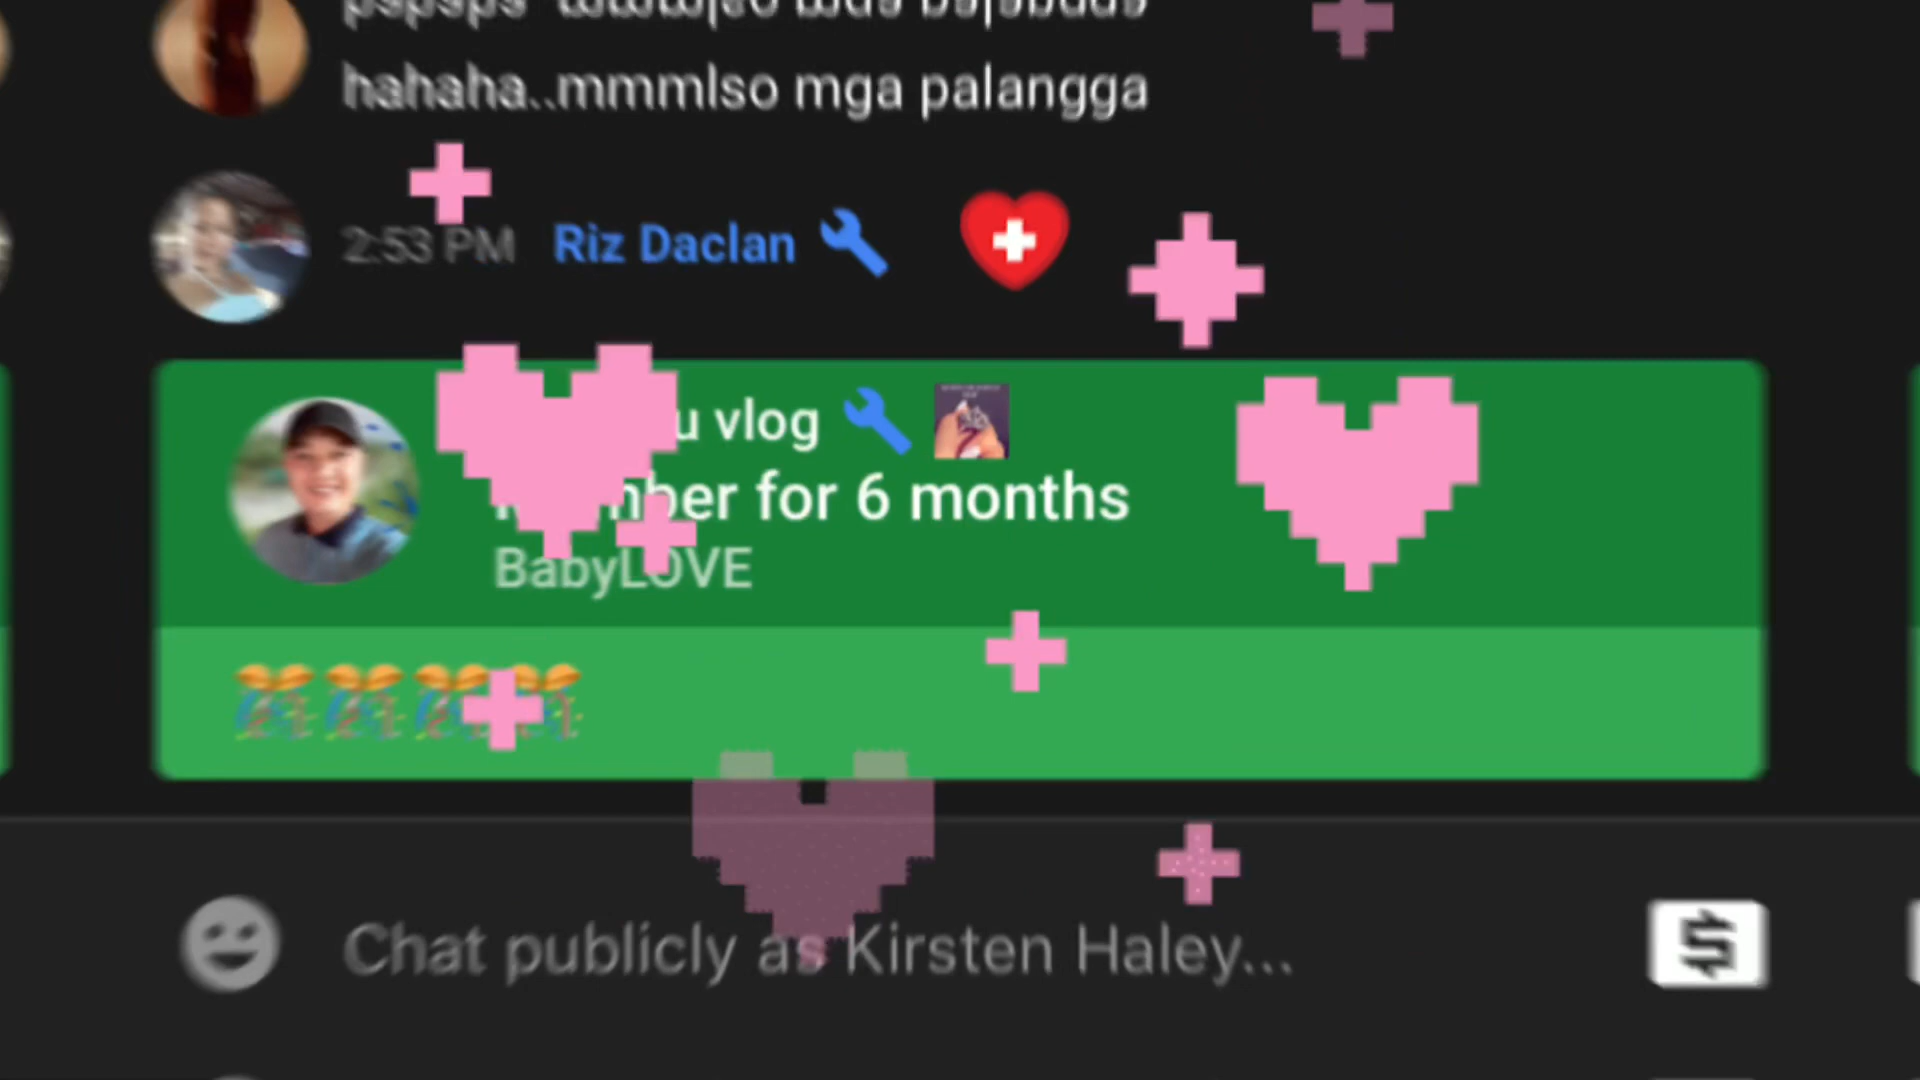 hahaha..mmmlso mga palangga
2:53 PM Riz Daclan
u vlog
for 6 months
BabyLOVE
Chat publicly as Kirsten Haley...